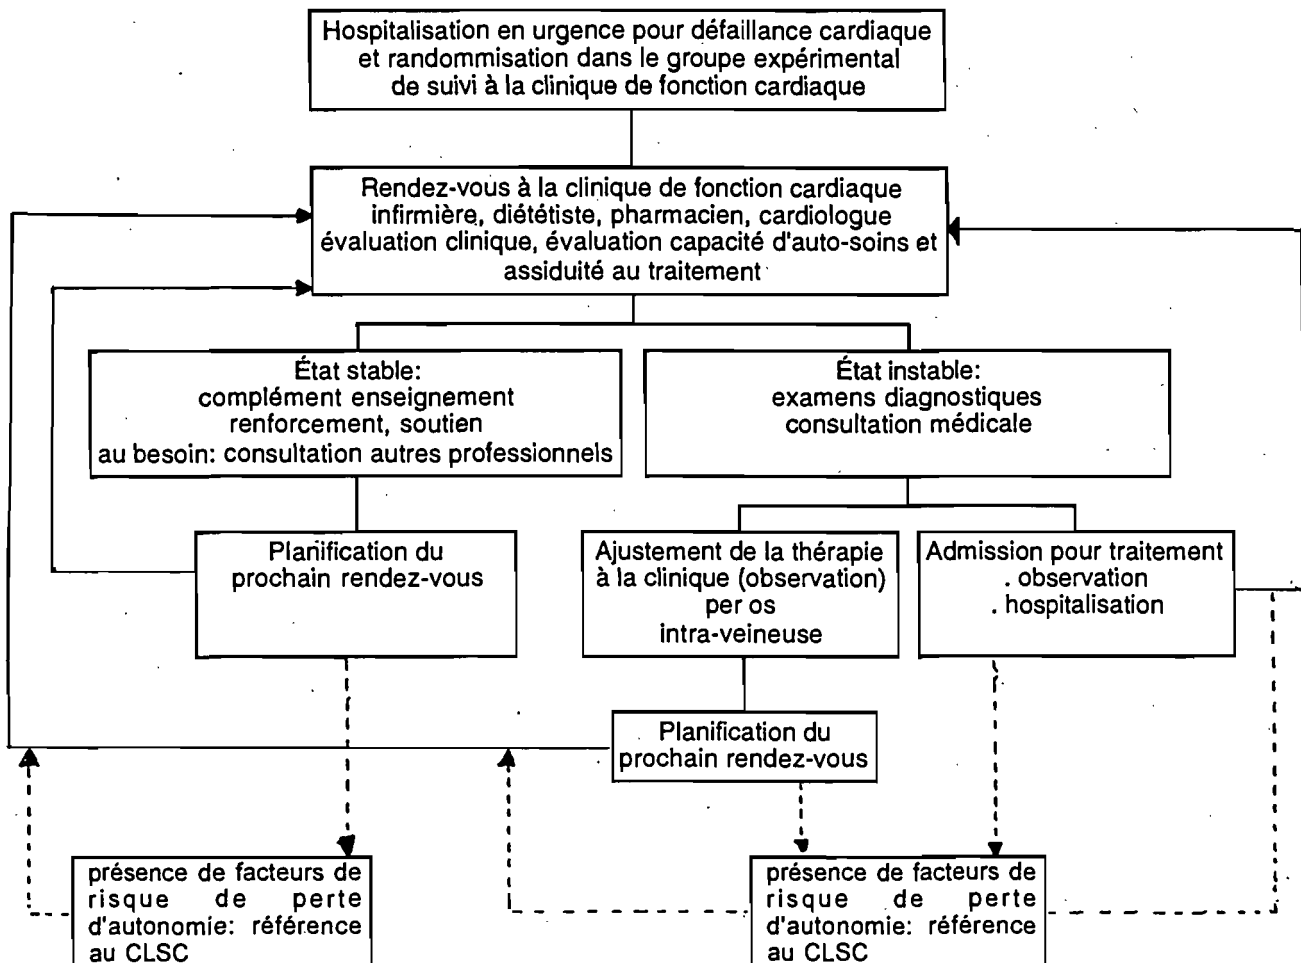 Hospitalisation en urgence pour défaillance cardiaque
et randommisation dans le groupe expérimental
de suivi à la clinique de fonction cardiaque
Rendez-vous à la clinique de fonction cardiaque
infirmière, diététiste, pharmacien, cardiologue
évaluation clinique, évaluation capacité d'auto-soins et
assiduité au traitement
État stable:
complément enseignement
renforcement, soutien
au besoin: consultation autres professionnels
État instable:
examens diagnostiques
consultation médicale
Planification du
prochain rendez-vous
Ajustement de la thérapie
à la clinique (observation)
per os
intra-veineuse
Admission pour traitement
. observation
. hospitalisation
Planification du
prochain rendez-vous
présence de facteurs de
risque de perte
d'autonomie: référence
au CLSC
présence de facteurs de
risque de perte
d'autonomie: référence
au CLSC